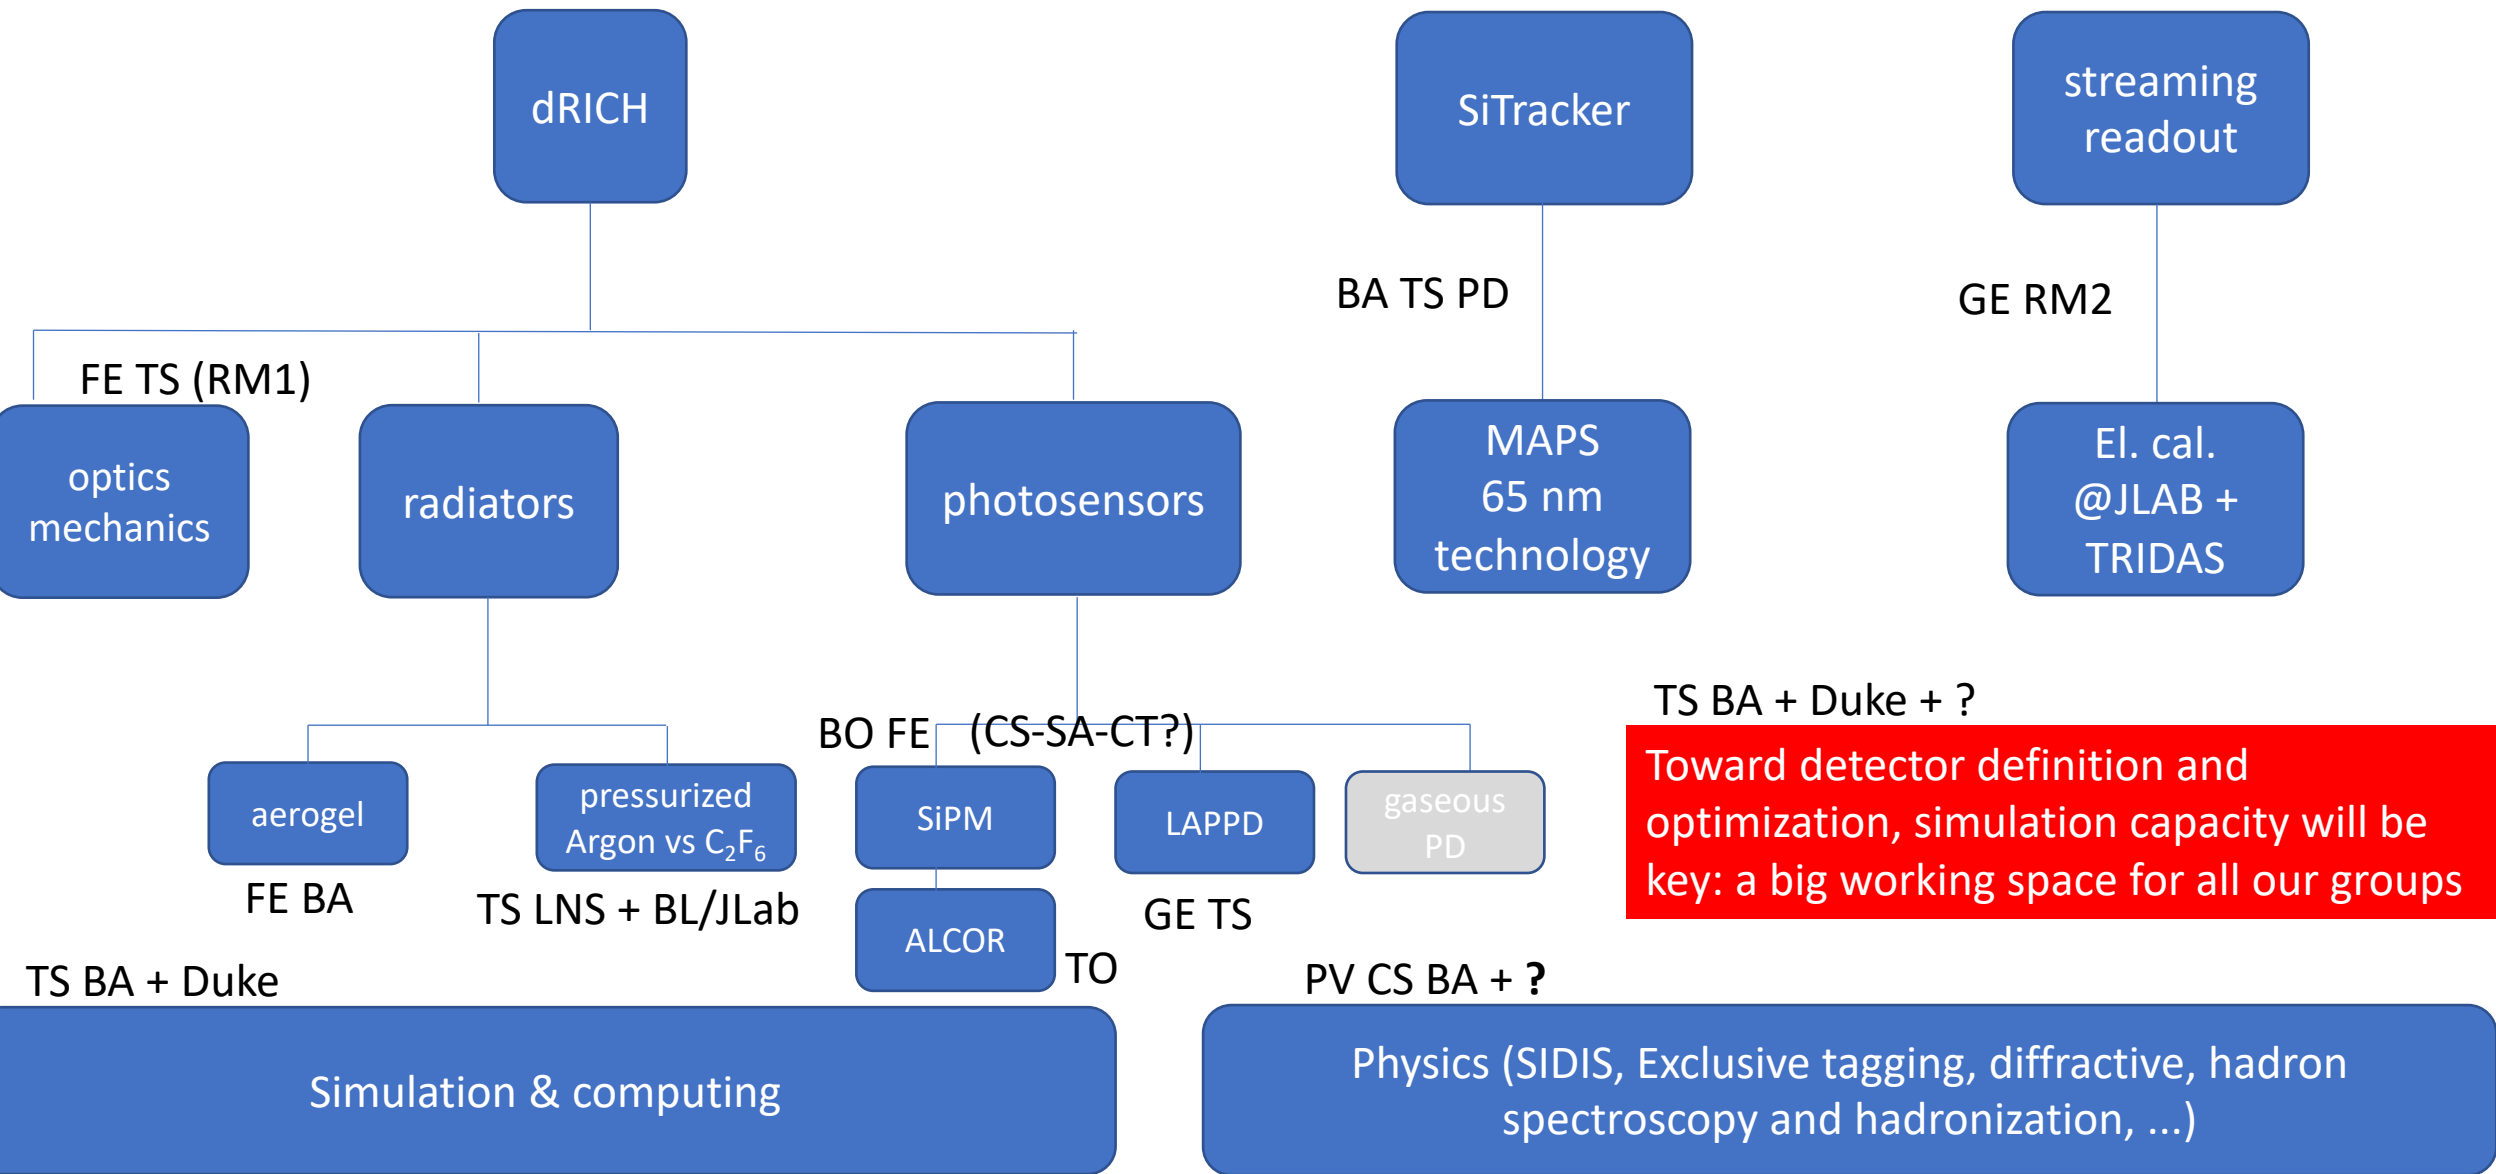 dRICH
SiTracker
streaming
readout
BA TS PD
GE RM2
FE TS (RM1)
optics
mechanics
radiators
photosensors
MAPS
65 nm
technology
El. cal.
@JLAB +
TRIDAS
BO FE (CS-SA-CT?)
TS BA + Duke + ?
aerogel
pressurized
Argon vs C₂F₆
SiPM
LAPPD
gaseous
PD
Toward detector definition and
optimization, simulation capacity will be
key: a big working space for all our groups
FE BA
TS LNS + BL/JLab
ALCOR
TO
GE TS
TS BA + Duke
PV CS BA + ?
Simulation & computing
Physics (SIDIS, Exclusive tagging, diffractive, hadron
spectroscopy and hadronization, ...)